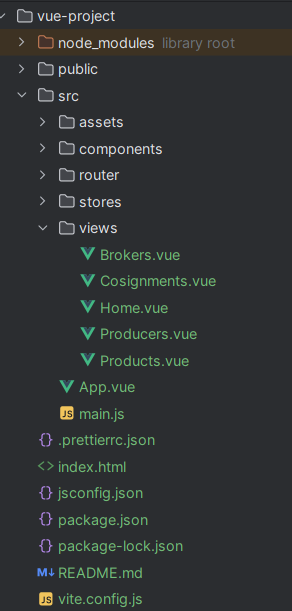 vue-project
node_modules library root
public
src
assets
components
router
stores
views
Brokers.vue
Cosignments.vue
Home.vue
Producers.vue
Products.vue
App.vue
JS main.js
{} .prettierrc.json
<> index.html
{} jsconfig.json
{} package.json
{} package-lock.json
M↓ README.md
JS vite.config.js